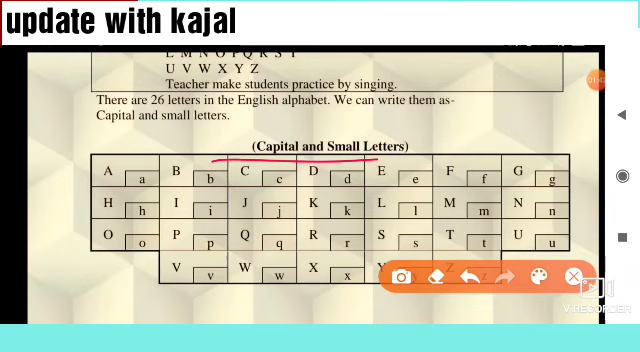 update with kajal
L M N O P Q R S T
U V W X Y Z
Teacher make students practice by singing.
There are 26 letters in the English alphabet. We can write them as-
Capital and small letters.
(Capital and Small Letters)
A a B b C c D d E e F f G g
H h I i J j K k L l M m N n
O o P p Q q R r S s T t U u
V v W w X x Y y Z z
V RECORDER